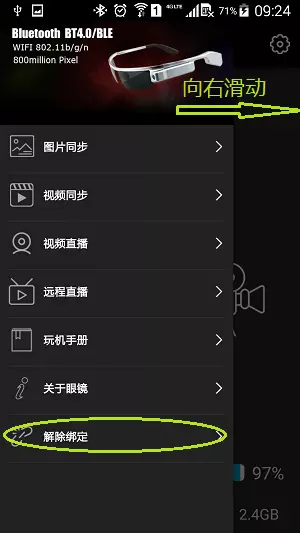 4GLTE 1 71% 09:24
Bluetooth BT4.0/BLE
WIFI 802.11b/g/n
800million Pixel
向右滑动
图片同步
视频同步
视频直播
远程直播
玩机手册
关于眼镜
解除绑定
97%
2.4GB